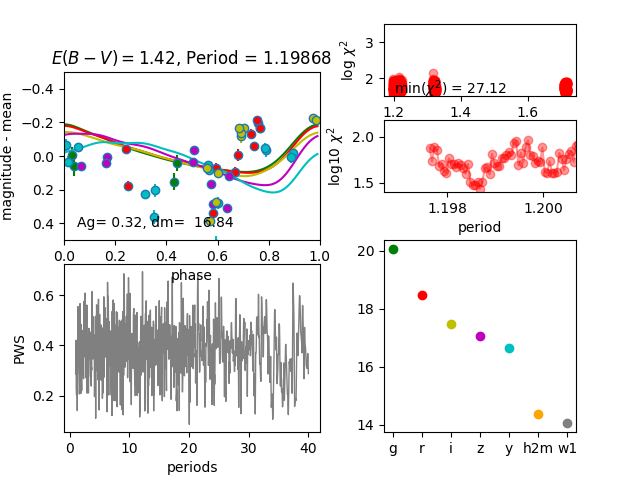 E(B − V) = 1.42, Period = 1.19868
magnitude - mean
−0.4
−0.2
0.0
0.2
0.4
Ag= 0.32, dm=  16.84
0.0 0.2 0.4 0.6 0.8 1.0
phase
log χ²
3
2
min(χ²) = 27.12
1.2 1.4 1.6
log10 χ²
2.0
1.5
1.198 1.200
period
PWS
0.6
0.4
0.2
0 10 20 30 40
periods
20
18
16
14
g r i z y h2m w1